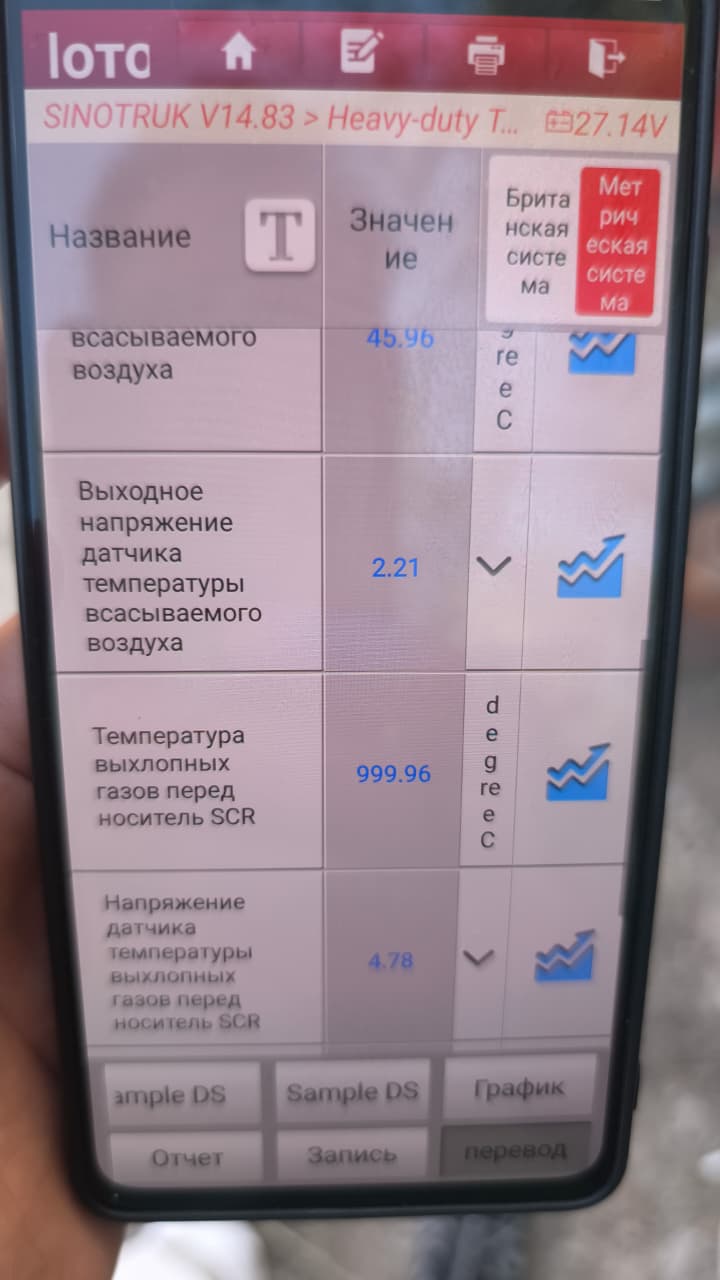 SINOTRUK V14.83 > Heavy-duty T... 27.14V
Название
T
Значен
ие
Брита
нская
систе
ма
Мет
рич
еская
систе
ма
всасываемого
воздуха
45.96
g
re
e
C
Выходное
напряжение
датчика
температуры
всасываемого
воздуха
2.21
Температура
выхлопных
газов перед
носитель SCR
999.96
d
e
g
re
e
C
Напряжение
датчика
температуры
выхлопных
газов перед
носитель SCR
4.78
ample DS
Sample DS
График
Отчет
Запись
перевод